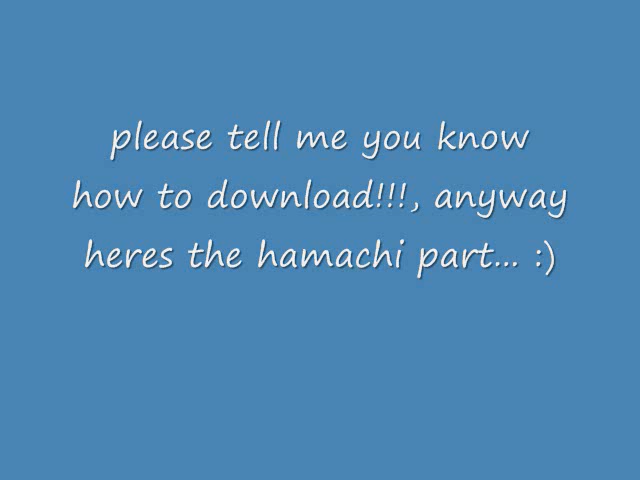 please tell me you know
how to download!!!, anyway
heres the hamachi part... :)